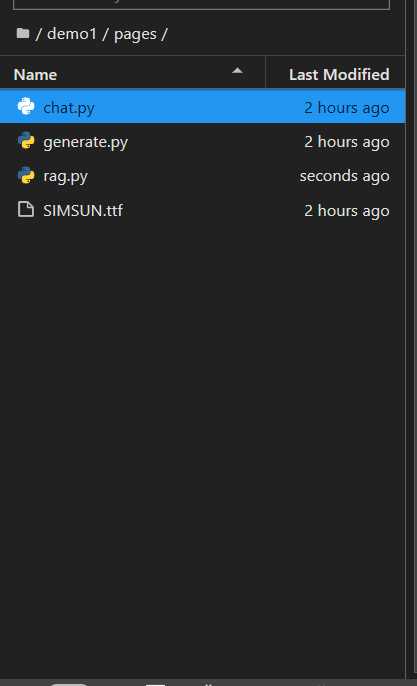 / demo1 / pages /
Name Last Modified
chat.py 2 hours ago
generate.py 2 hours ago
rag.py seconds ago
SIMSUN.ttf 2 hours ago